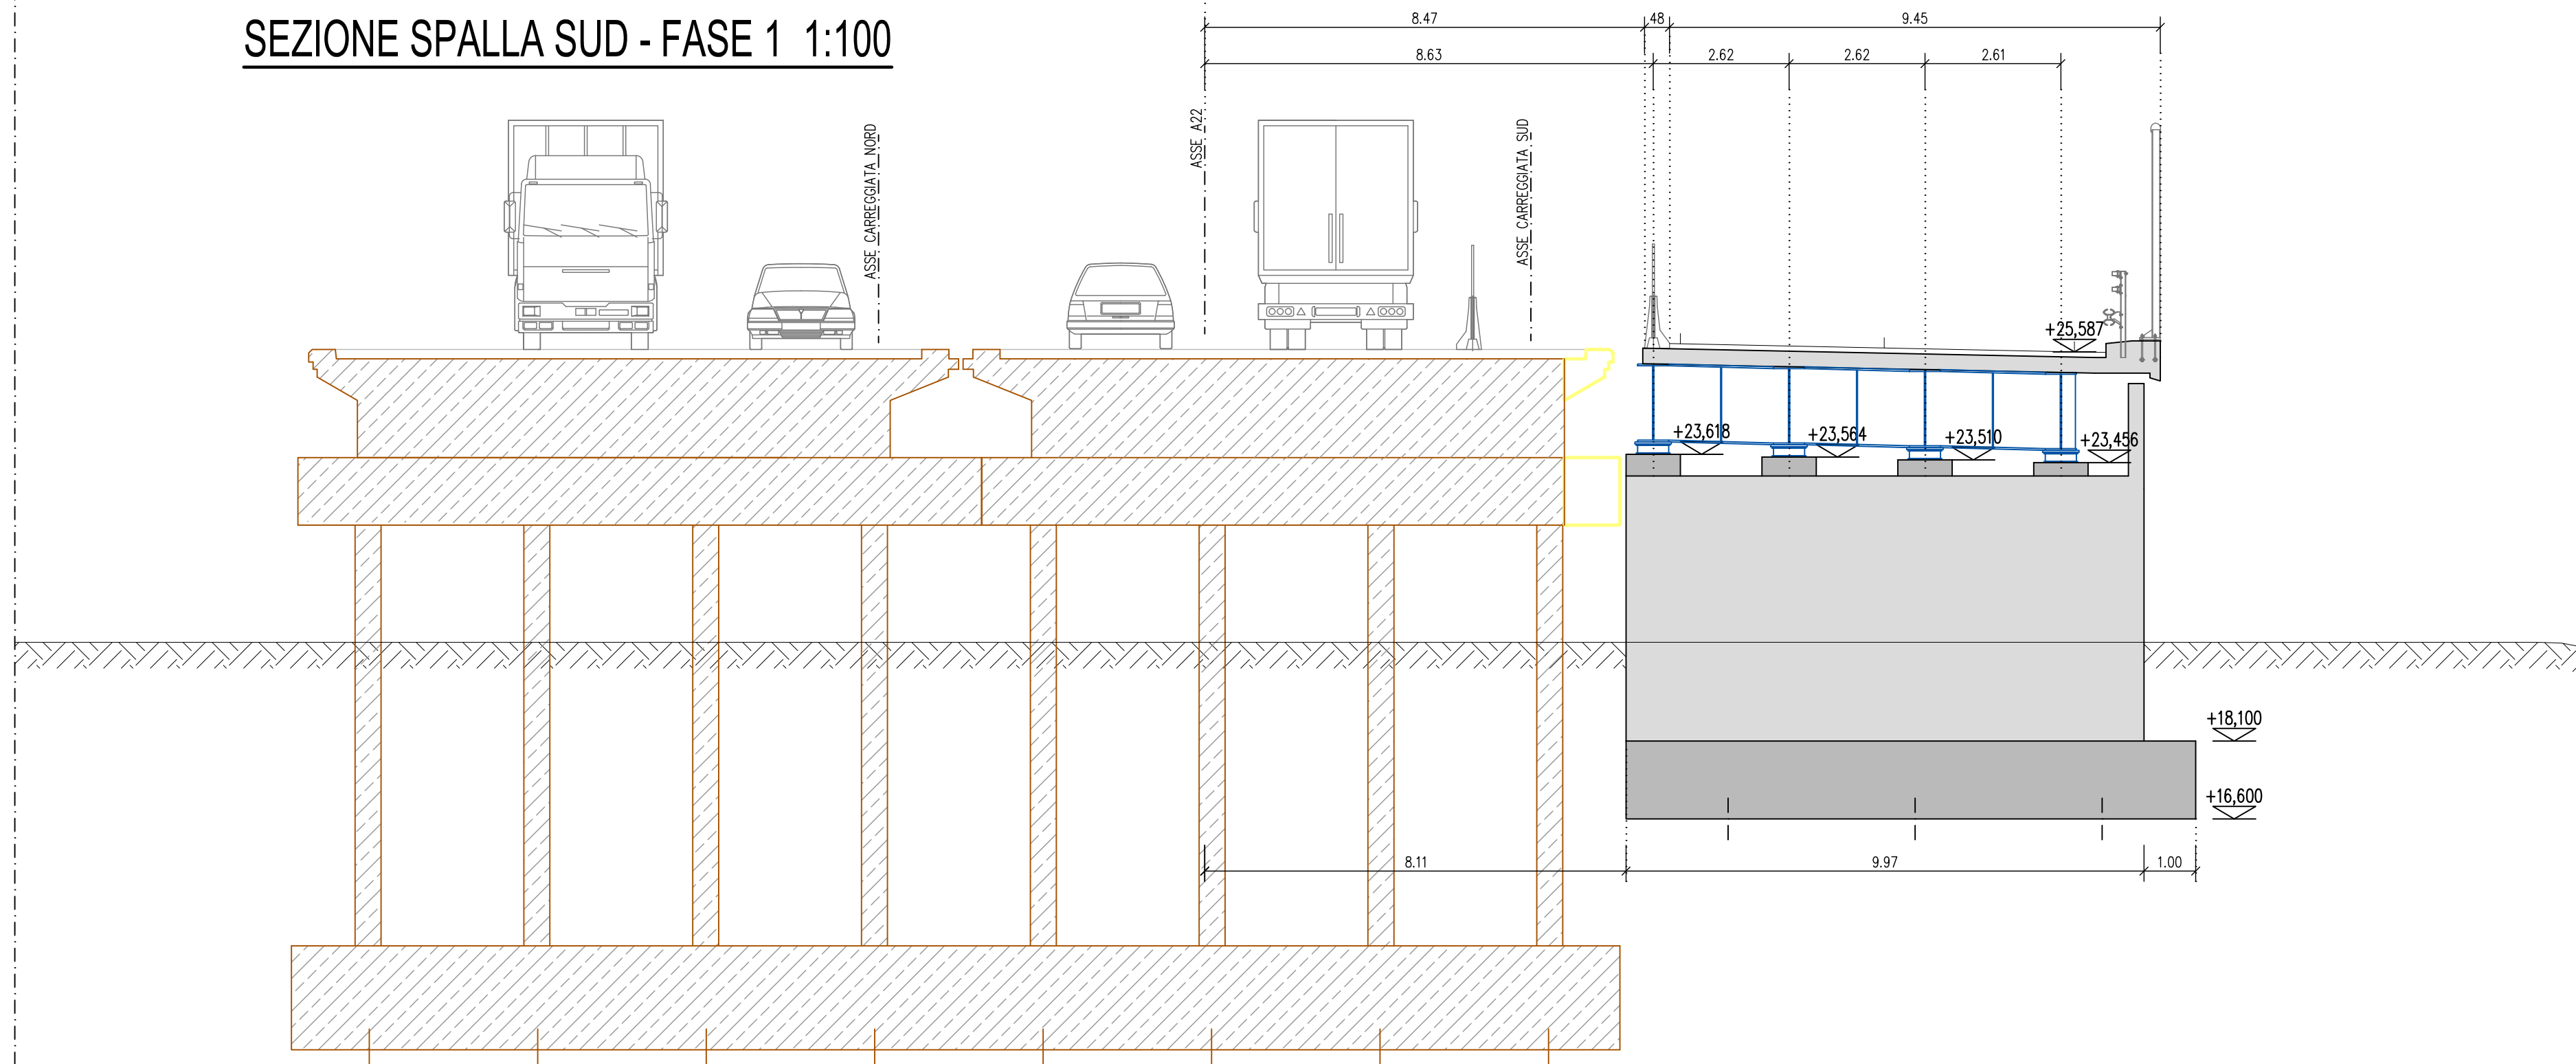 SEZIONE SPALLA SUD - FASE 1 1:100
8.47 48 9.45
8.63 2.62 2.62 2.61
ASSE CARREGGIATA NORD
ASSE A22
ASSE CARREGGIATA SUD
+25,587
+23,618 +23,564 +23,510 +23,456
+18,100
+16,600
8.11 9.97 1.00